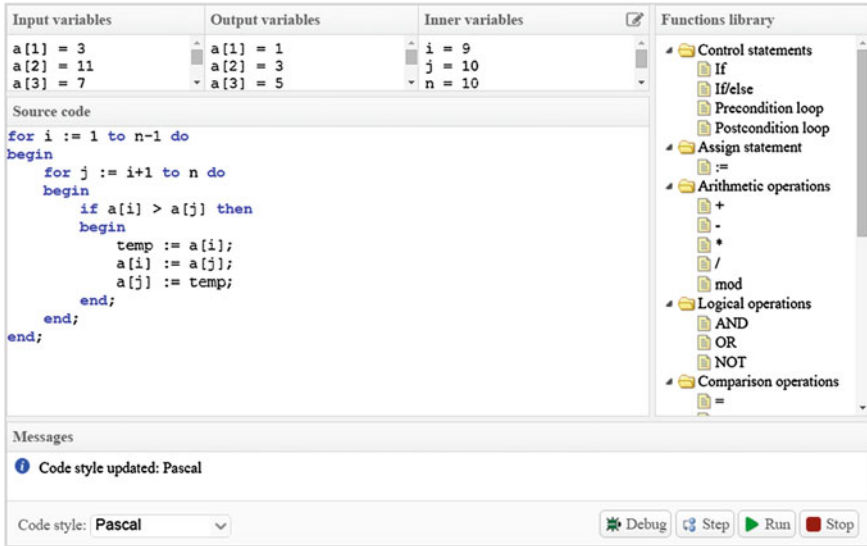 Input variables
a[1] = 3
a[2] = 11
a[3] = 7
Output variables
a[1] = 1
a[2] = 3
a[3] = 5
Inner variables
i = 9
j = 10
n = 10
Source code
for i := 1 to n-1 do
begin
    for j := i+1 to n do
    begin
        if a[i] > a[j] then
        begin
            temp := a[i];
            a[i] := a[j];
            a[j] := temp;
        end;
    end;
end;
Functions library
Control statements
If
If/else
Precondition loop
Postcondition loop
Assign statement
:=
Arithmetic operations
+
-
*
/
mod
Logical operations
AND
OR
NOT
Comparison operations
=
Messages
Code style updated: Pascal
Code style: Pascal
Debug
Step
Run
Stop